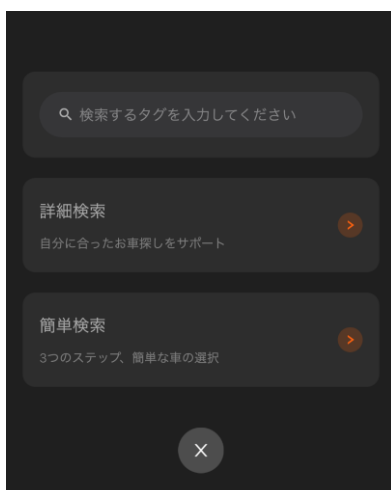 検索するタグを入力してください
詳細検索
自分に合ったお車探しをサポート
簡単検索
3つのステップ、簡単な車の選択